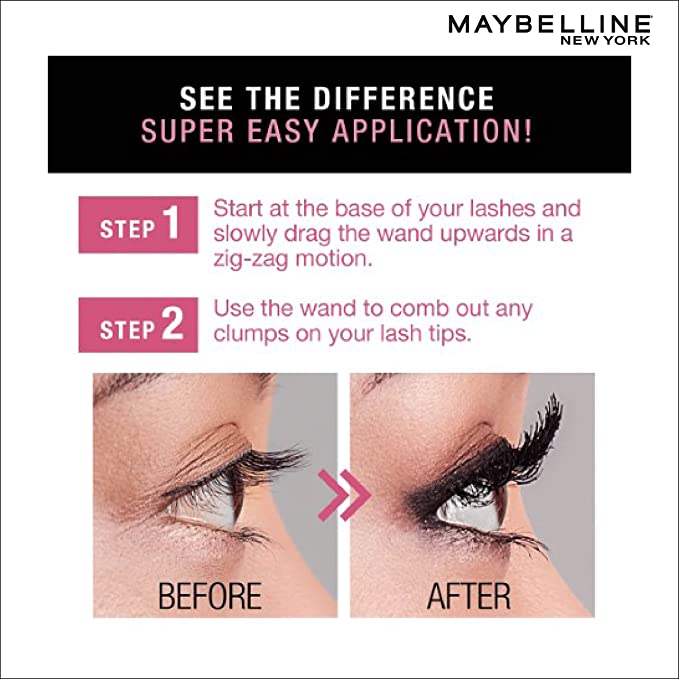 MAYBELLINE
NEW YORK
SEE THE DIFFERENCE
SUPER EASY APPLICATION!
STEP 1
Start at the base of your lashes and
slowly drag the wand upwards in a
zig-zag motion.
STEP 2
Use the wand to comb out any
clumps on your lash tips.
BEFORE
AFTER